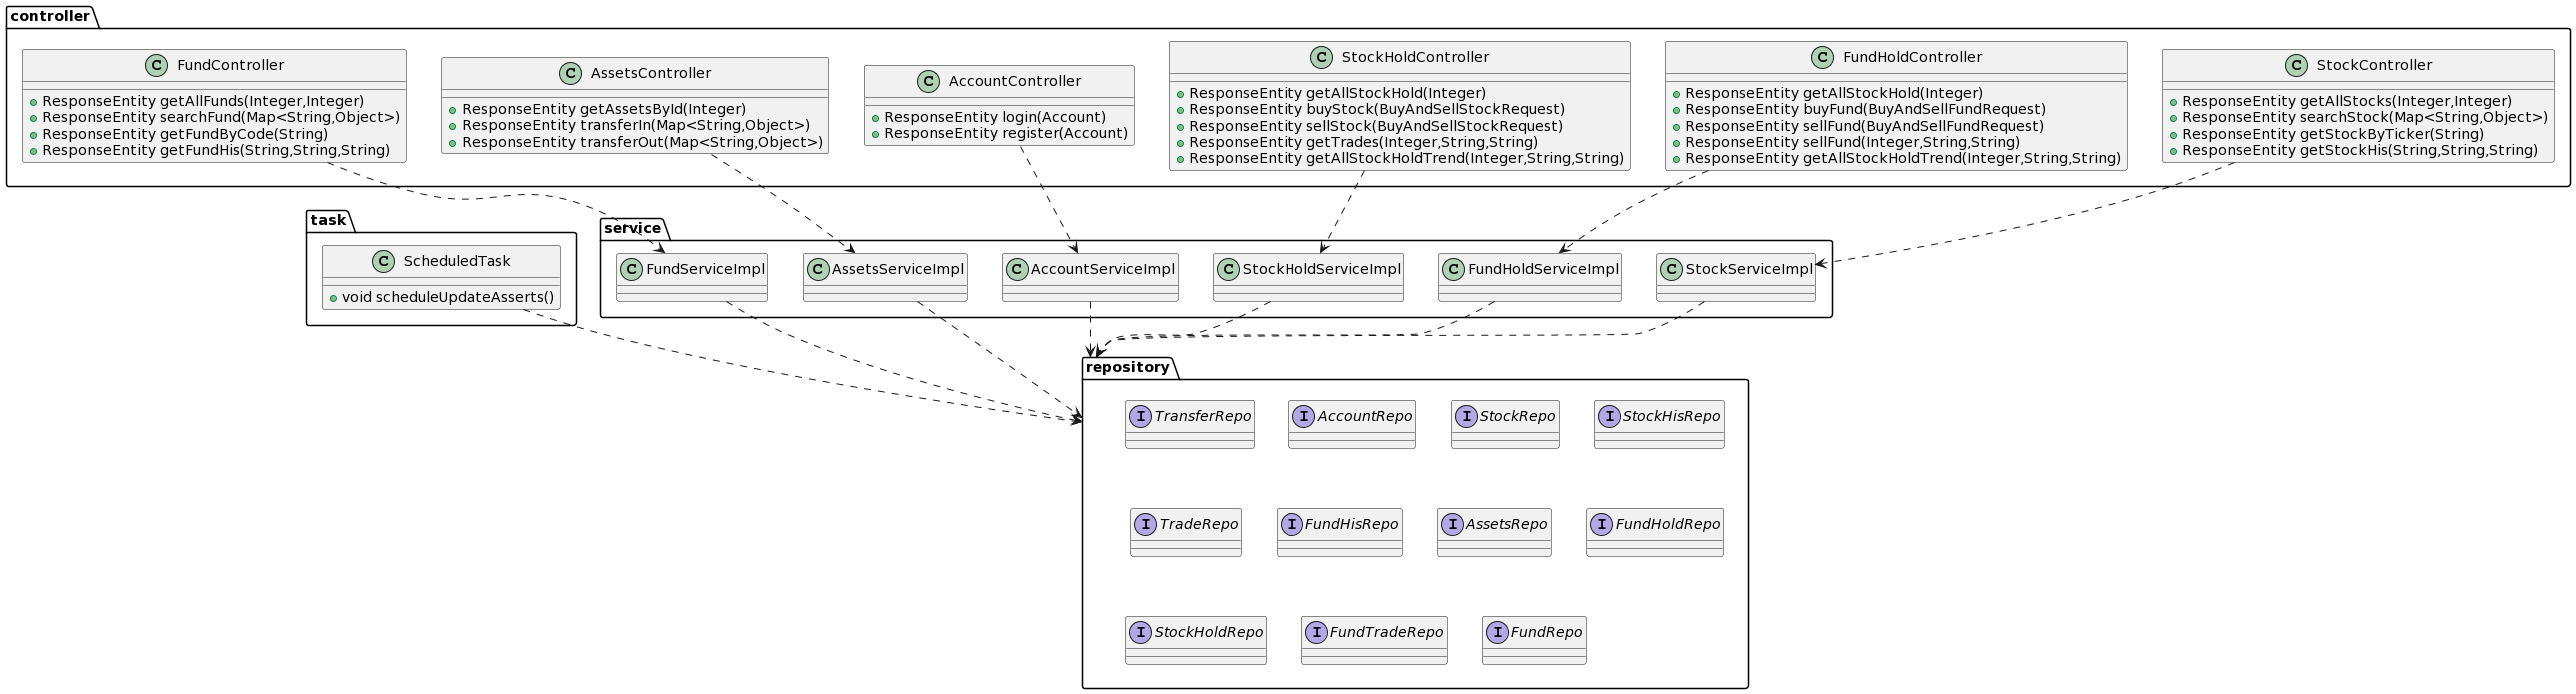 controller
C FundController
ResponseEntity getAllFunds(Integer,Integer)
ResponseEntity searchFund(Map<String,Object>)
ResponseEntity getFundByCode(String)
ResponseEntity getFundHis(String,String,String)
C AssetsController
ResponseEntity getAssetsById(Integer)
ResponseEntity transferIn(Map<String,Object>)
ResponseEntity transferOut(Map<String,Object>)
C AccountController
ResponseEntity login(Account)
ResponseEntity register(Account)
C StockHoldController
ResponseEntity getAllStockHold(Integer)
ResponseEntity buyStock(BuyAndSellStockRequest)
ResponseEntity sellStock(BuyAndSellStockRequest)
ResponseEntity getTrades(Integer,String,String)
ResponseEntity getAllStockHoldTrend(Integer,String,String)
C FundHoldController
ResponseEntity getAllStockHold(Integer)
ResponseEntity buyFund(BuyAndSellFundRequest)
ResponseEntity sellFund(BuyAndSellFundRequest)
ResponseEntity sellFund(Integer,String,String)
ResponseEntity getAllStockHoldTrend(Integer,String,String)
C StockController
ResponseEntity getAllStocks(Integer,Integer)
ResponseEntity searchStock(Map<String,Object>)
ResponseEntity getStockByTicker(String)
ResponseEntity getStockHis(String,String,String)
task
C ScheduledTask
void scheduleUpdateAsserts()
service
C FundServiceImpl
C AssetsServiceImpl
C AccountServiceImpl
C StockHoldServiceImpl
C FundHoldServiceImpl
C StockServiceImpl
repository
I TransferRepo
I AccountRepo
I StockRepo
I StockHisRepo
I TradeRepo
I FundHisRepo
I AssetsRepo
I FundHoldRepo
I StockHoldRepo
I FundTradeRepo
I FundRepo